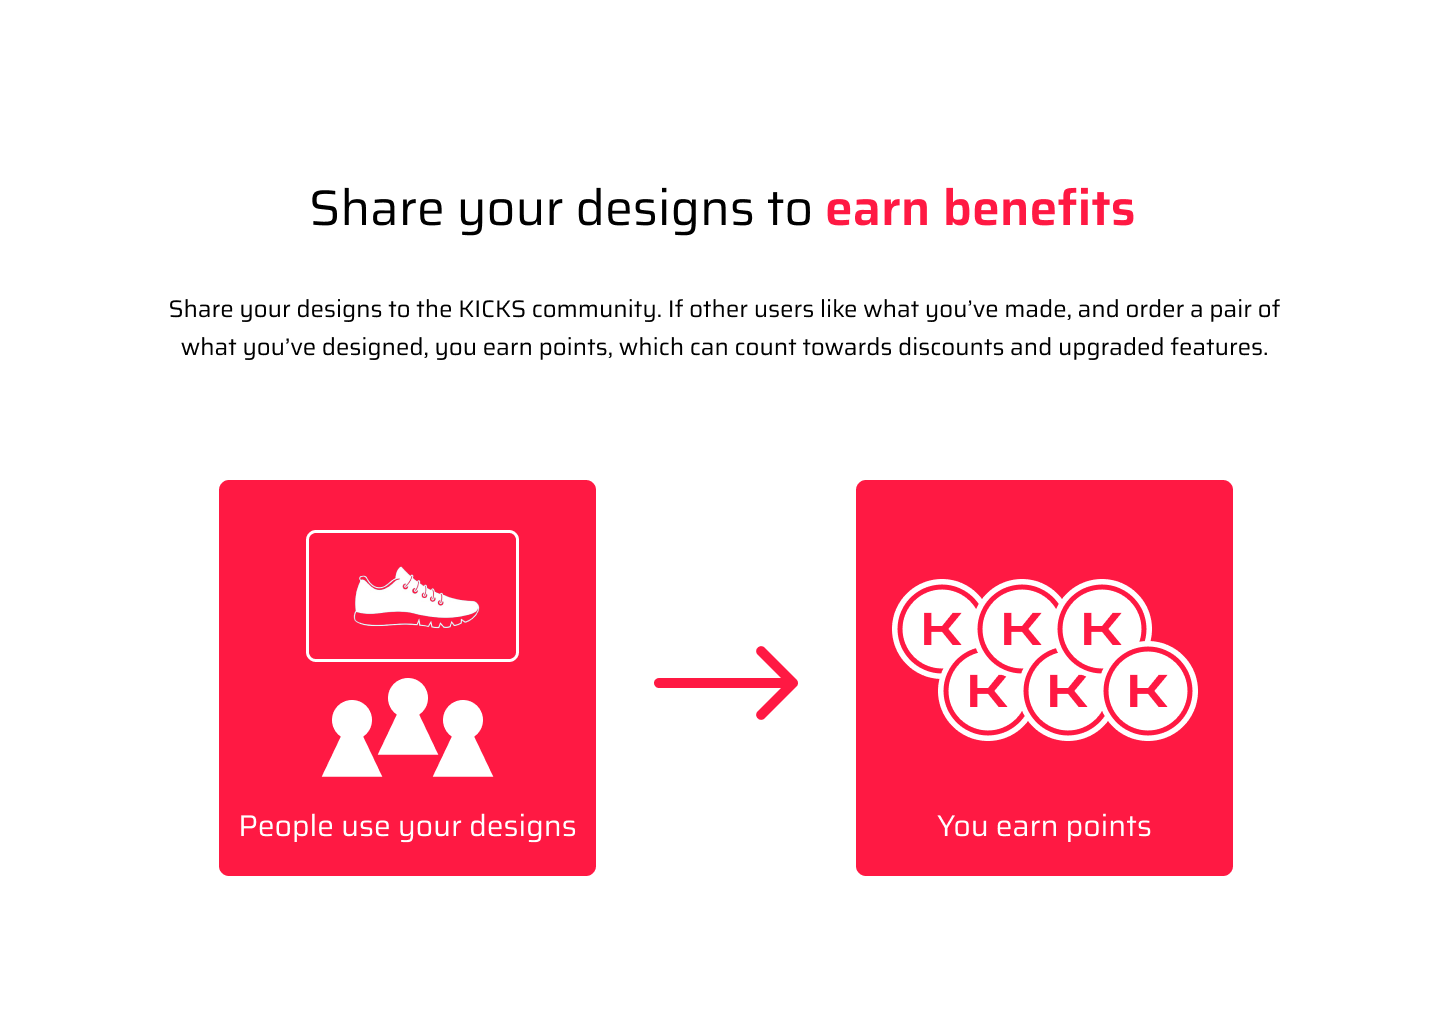 Share your designs to earn benefits
Share your designs to the KICKS community. If other users like what you’ve made, and order a pair of
what you’ve designed, you earn points, which can count towards discounts and upgraded features.
K K K
K K K
People use your designs
You earn points